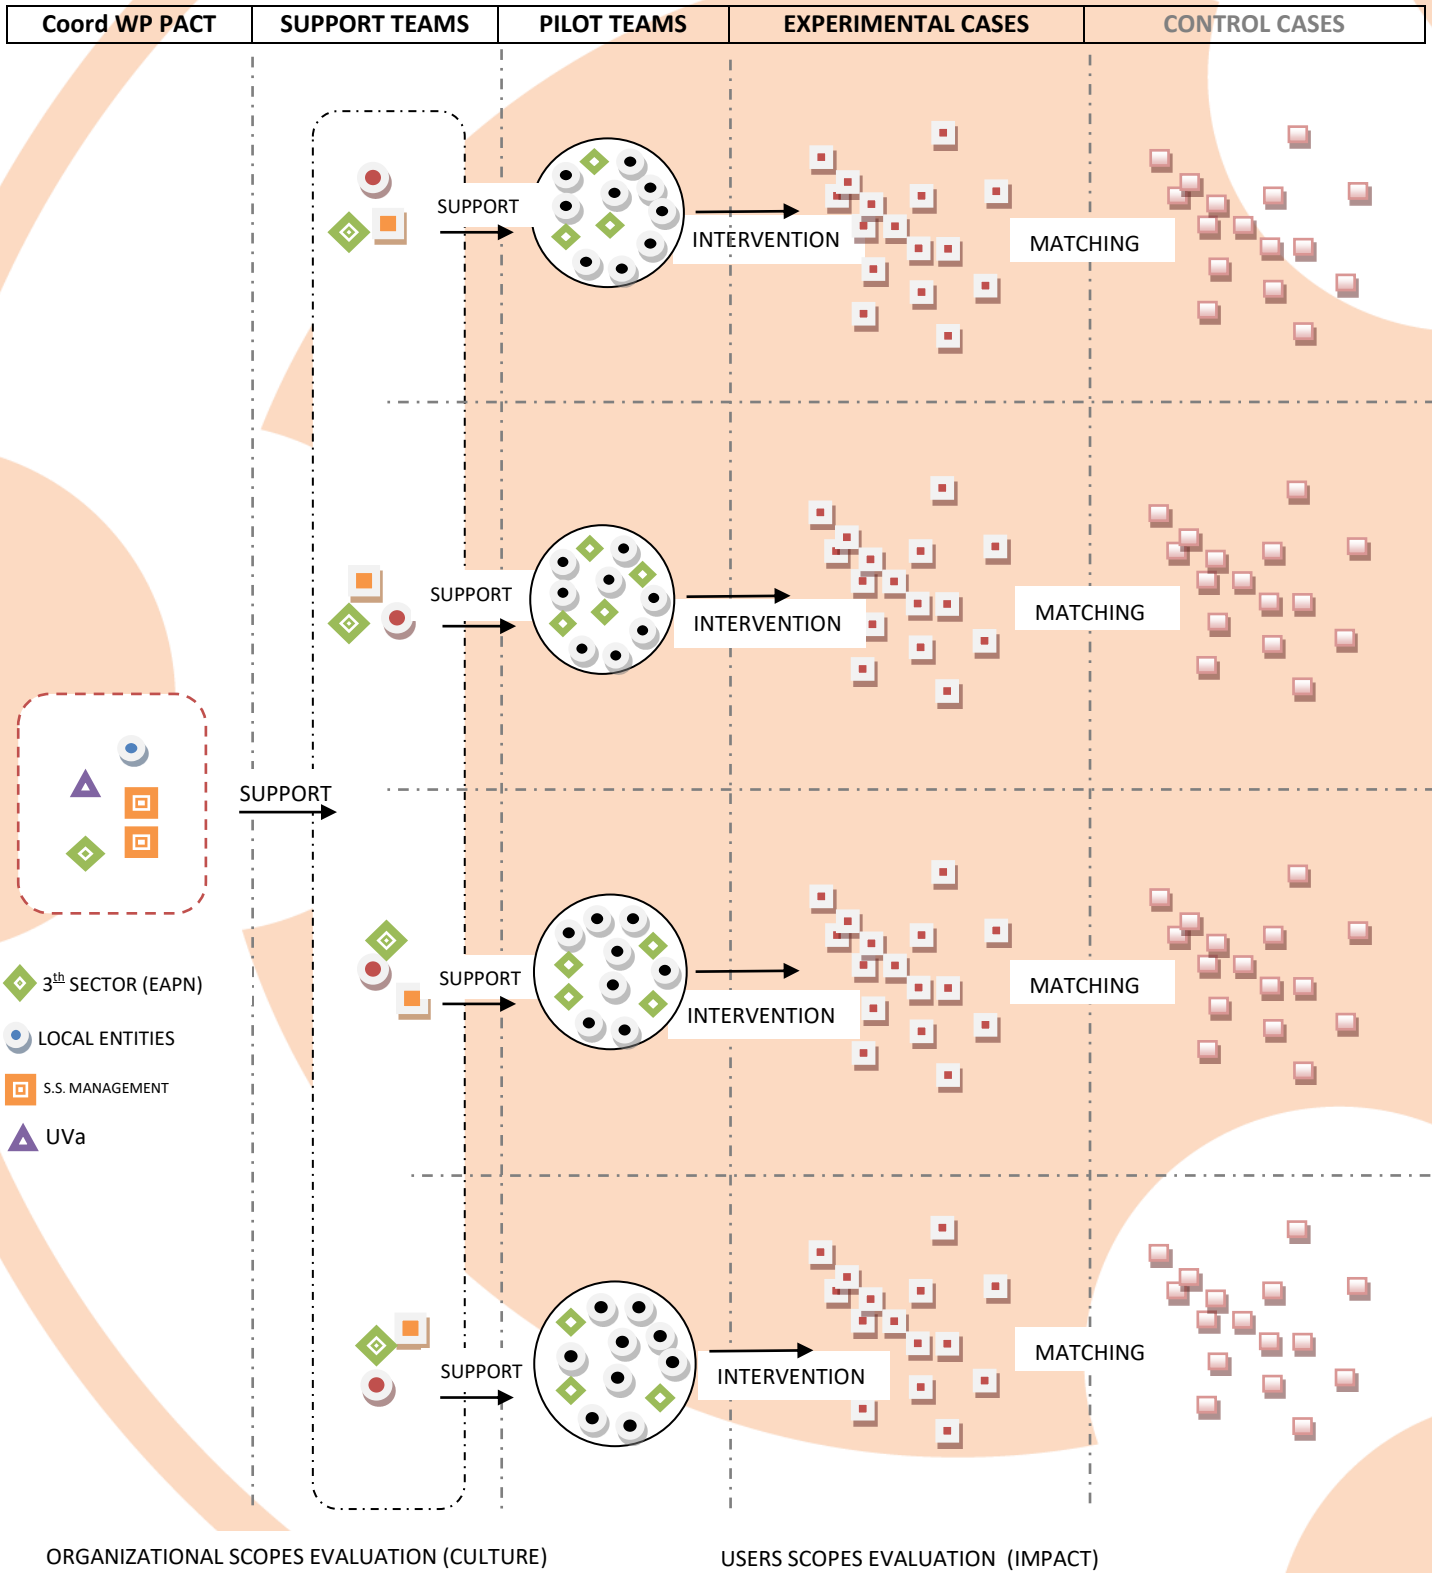 Coord WP PACT SUPPORT TEAMS PILOT TEAMS EXPERIMENTAL CASES CONTROL CASES
SUPPORT
INTERVENTION
MATCHING
SUPPORT
INTERVENTION
MATCHING
SUPPORT
SUPPORT
INTERVENTION
MATCHING
3th SECTOR (EAPN)
LOCAL ENTITIES
S.S. MANAGEMENT
UVa
SUPPORT
INTERVENTION
MATCHING
ORGANIZATIONAL SCOPES EVALUATION (CULTURE)
USERS SCOPES EVALUATION (IMPACT)